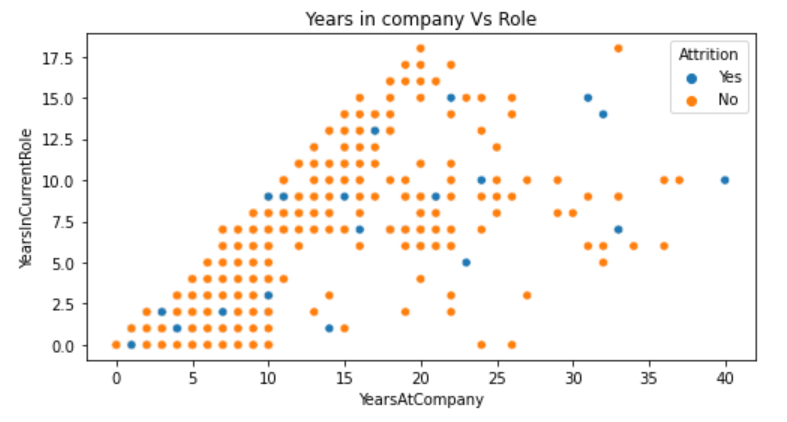 Years in company Vs Role
Attrition
Yes
No
17.5
15.0
12.5
10.0
7.5
5.0
2.5
0.0
YearsInCurrentRole
0 5 10 15 20 25 30 35 40
YearsAtCompany